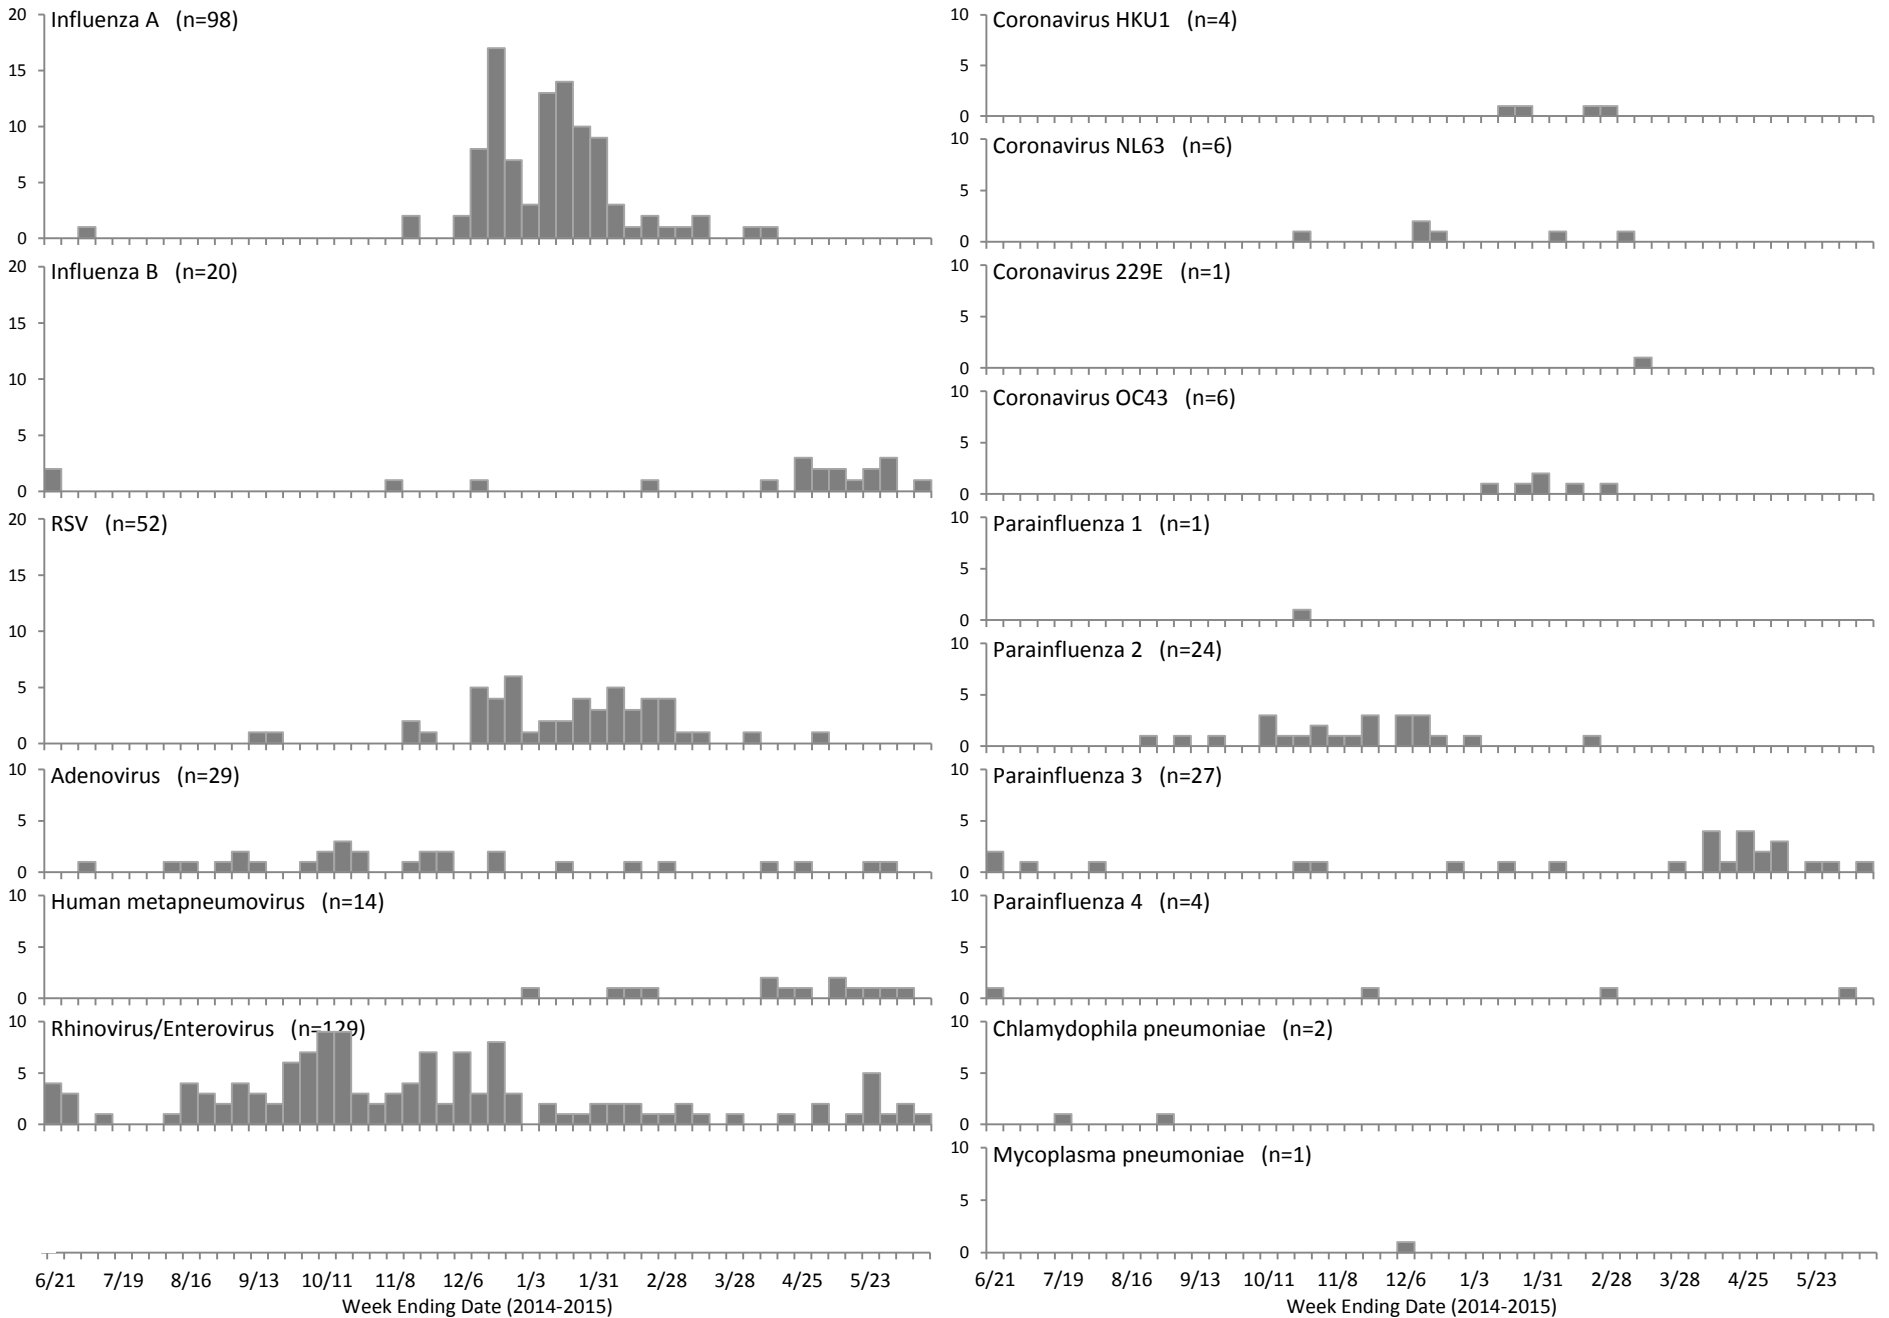 Influenza A (n=98)
20
15
10
5
0
Influenza B (n=20)
20
15
10
5
0
RSV (n=52)
20
15
10
5
0
Adenovirus (n=29)
10
5
0
Human metapneumovirus (n=14)
10
5
0
Rhinovirus/Enterovirus (n=129)
10
5
0
6/21 7/19 8/16 9/13 10/11 11/8 12/6 1/3 1/31 2/28 3/28 4/25 5/23
Week Ending Date (2014-2015)
Coronavirus HKU1 (n=4)
10
5
0
Coronavirus NL63 (n=6)
10
5
0
Coronavirus 229E (n=1)
10
5
0
Coronavirus OC43 (n=6)
10
5
0
Parainfluenza 1 (n=1)
10
5
0
Parainfluenza 2 (n=24)
10
5
0
Parainfluenza 3 (n=27)
10
5
0
Parainfluenza 4 (n=4)
10
5
0
Chlamydophila pneumoniae (n=2)
10
5
0
Mycoplasma pneumoniae (n=1)
10
5
0
6/21 7/19 8/16 9/13 10/11 11/8 12/6 1/3 1/31 2/28 3/28 4/25 5/23
Week Ending Date (2014-2015)